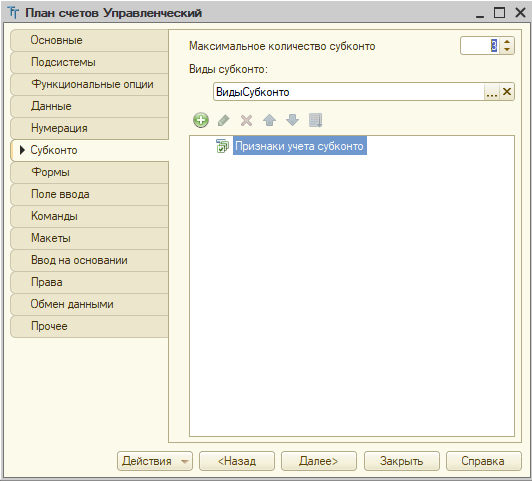 План счетов Управленческий
Основные
Подсистемы
Функциональные опции
Данные
Нумерация
Субконто
Формы
Поле ввода
Команды
Макеты
Ввод на основании
Права
Обмен данными
Прочее
Максимальное количество субконто
3
Виды субконто:
ВидыСубконто
...
Признаки учета субконто
Действия
<Назад
Далее>
Закрыть
Справка